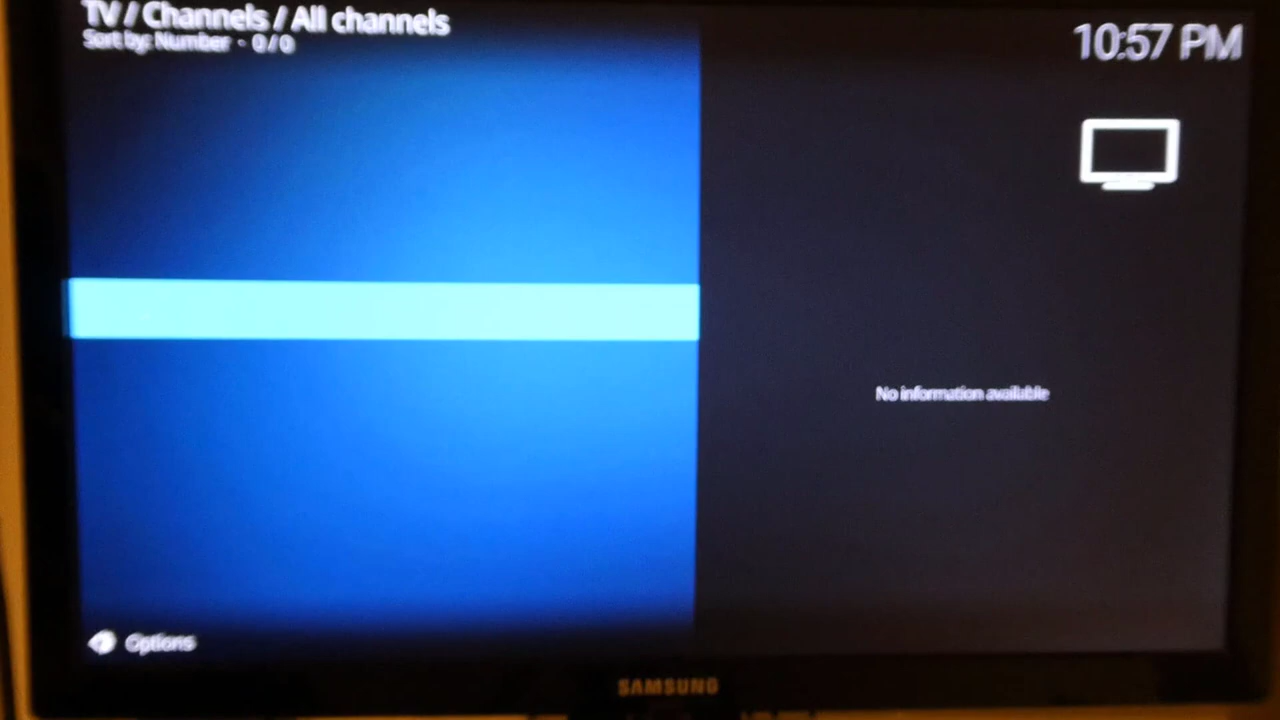 TV / Channels / All channels
Sort by: Number · 0 / 0
10:57 PM
No information available
Options
SAMSUNG